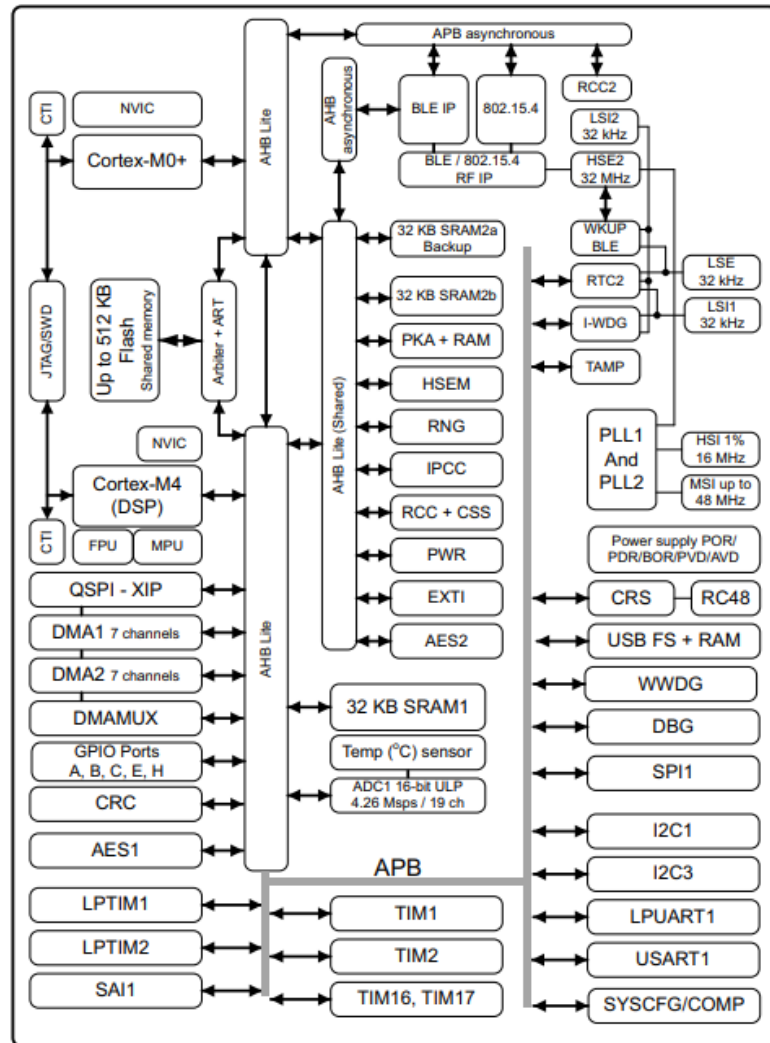 APB asynchronous
CTI
NVIC
Cortex-M0+
AHB Lite
AHB
asynchronous
BLE IP
802.15.4
RCC2
LSI2
32 kHz
BLE / 802.15.4
RF IP
HSE2
32 MHz
32 KB SRAM2a
Backup
WKUP
BLE
LSE
32 kHz
RTC2
LSI1
32 kHz
32 KB SRAM2b
I-WDG
JTAG/SWD
Up to 512 KB
Flash
Shared memory
Arbiter + ART
AHB Lite (Shared)
PKA + RAM
TAMP
HSEM
RNG
PLL1
And
PLL2
HSI 1%
16 MHz
MSI up to
48 MHz
NVIC
Cortex-M4
(DSP)
CTI
FPU
MPU
IPCC
RCC + CSS
PWR
EXTI
AES2
Power supply POR/
PDR/BOR/PVD/AVD
QSPI - XIP
DMA1 7 channels
DMA2 7 channels
DMAMUX
GPIO Ports
A, B, C, E, H
CRC
AES1
AHB Lite
32 KB SRAM1
Temp (°C) sensor
ADC1 16-bit ULP
4.26 Msps / 19 ch
CRS
RC48
USB FS + RAM
WWDG
DBG
SPI1
APB
I2C1
I2C3
LPUART1
USART1
SYSCFG/COMP
LPTIM1
LPTIM2
SAI1
TIM1
TIM2
TIM16, TIM17